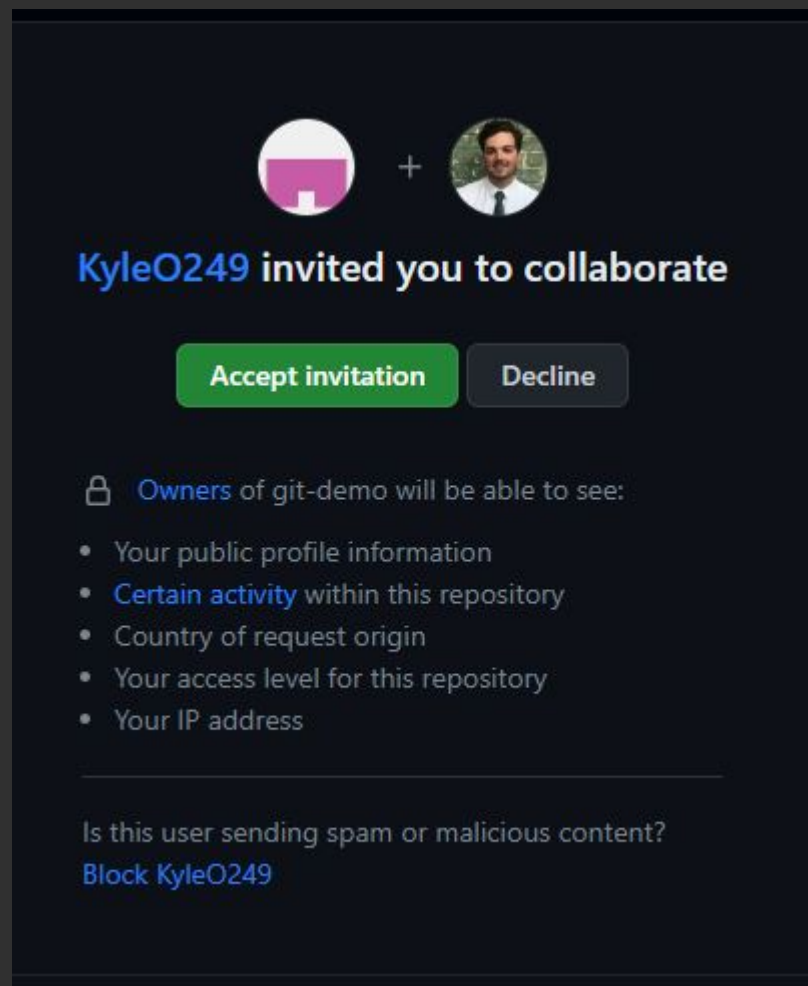 +
KyleO249 invited you to collaborate
Accept invitation Decline
Owners of git-demo will be able to see:
Your public profile information
Certain activity within this repository
Country of request origin
Your access level for this repository
Your IP address
Is this user sending spam or malicious content?
Block KyleO249